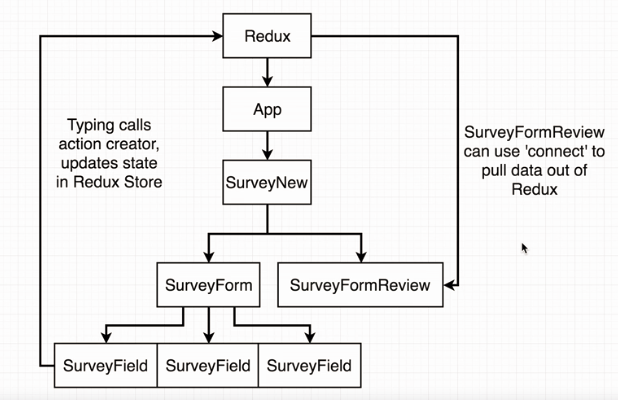 Redux
App
Typing calls
action creator,
updates state
in Redux Store
SurveyFormReview
can use 'connect' to
pull data out of
Redux
SurveyNew
SurveyForm
SurveyFormReview
SurveyField
SurveyField
SurveyField